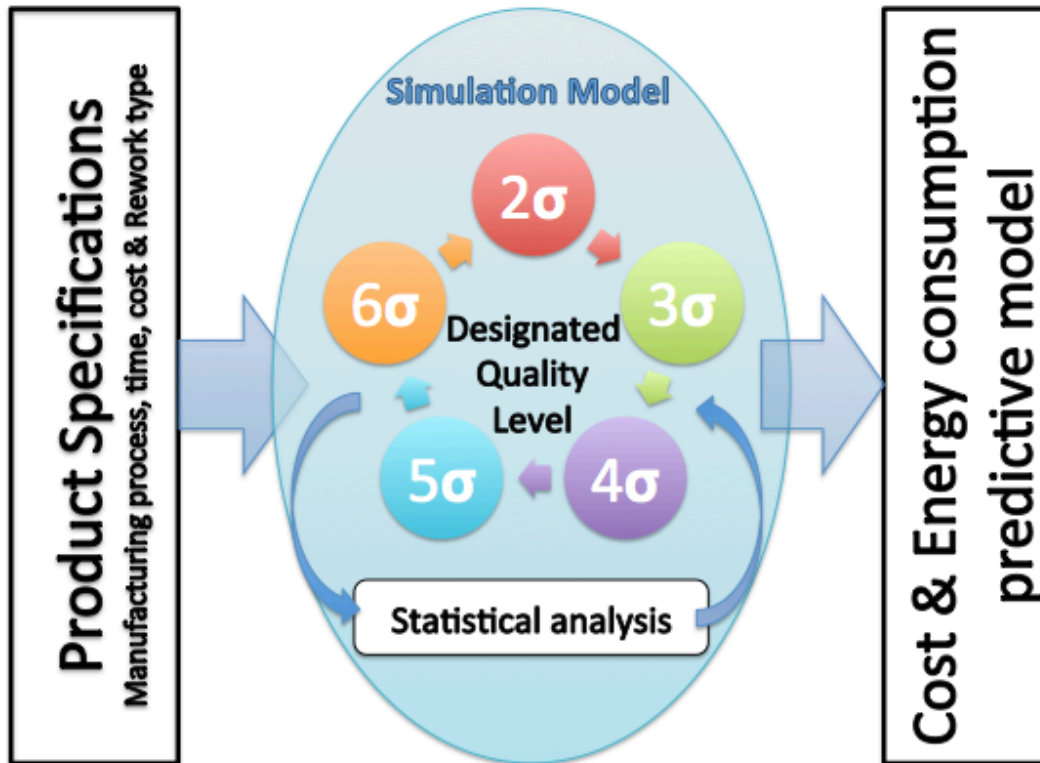 Product Specifications
Manufacturing process, time, cost & Rework type
Simulation Model
2σ
3σ
4σ
5σ
6σ
Designated
Quality
Level
Statistical analysis
Cost & Energy consumption
predictive model